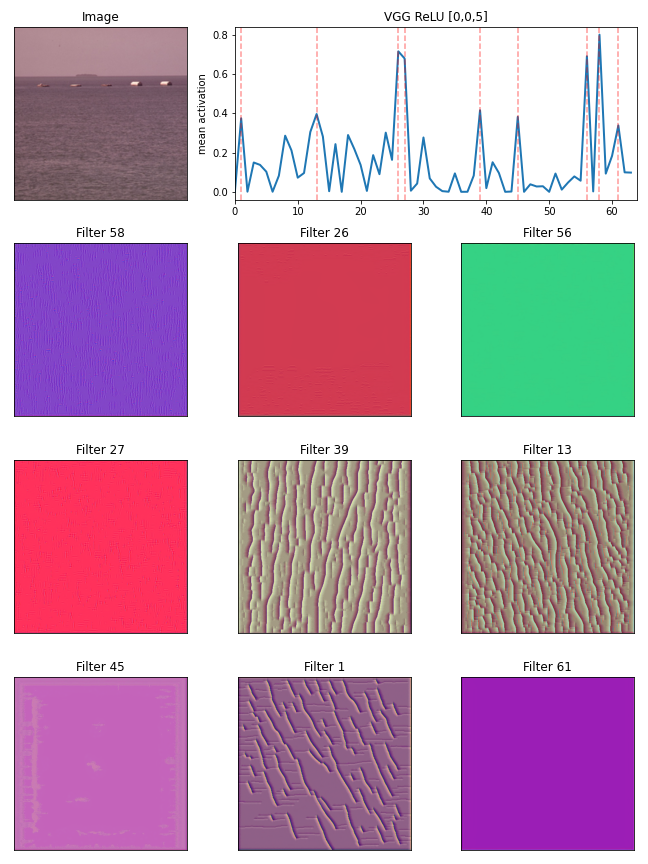 Image
VGG ReLU [0,0,5]
mean activation
0.8
0.6
0.4
0.2
0.0
0 10 20 30 40 50 60
Filter 58 Filter 26 Filter 56
Filter 27 Filter 39 Filter 13
Filter 45 Filter 1 Filter 61